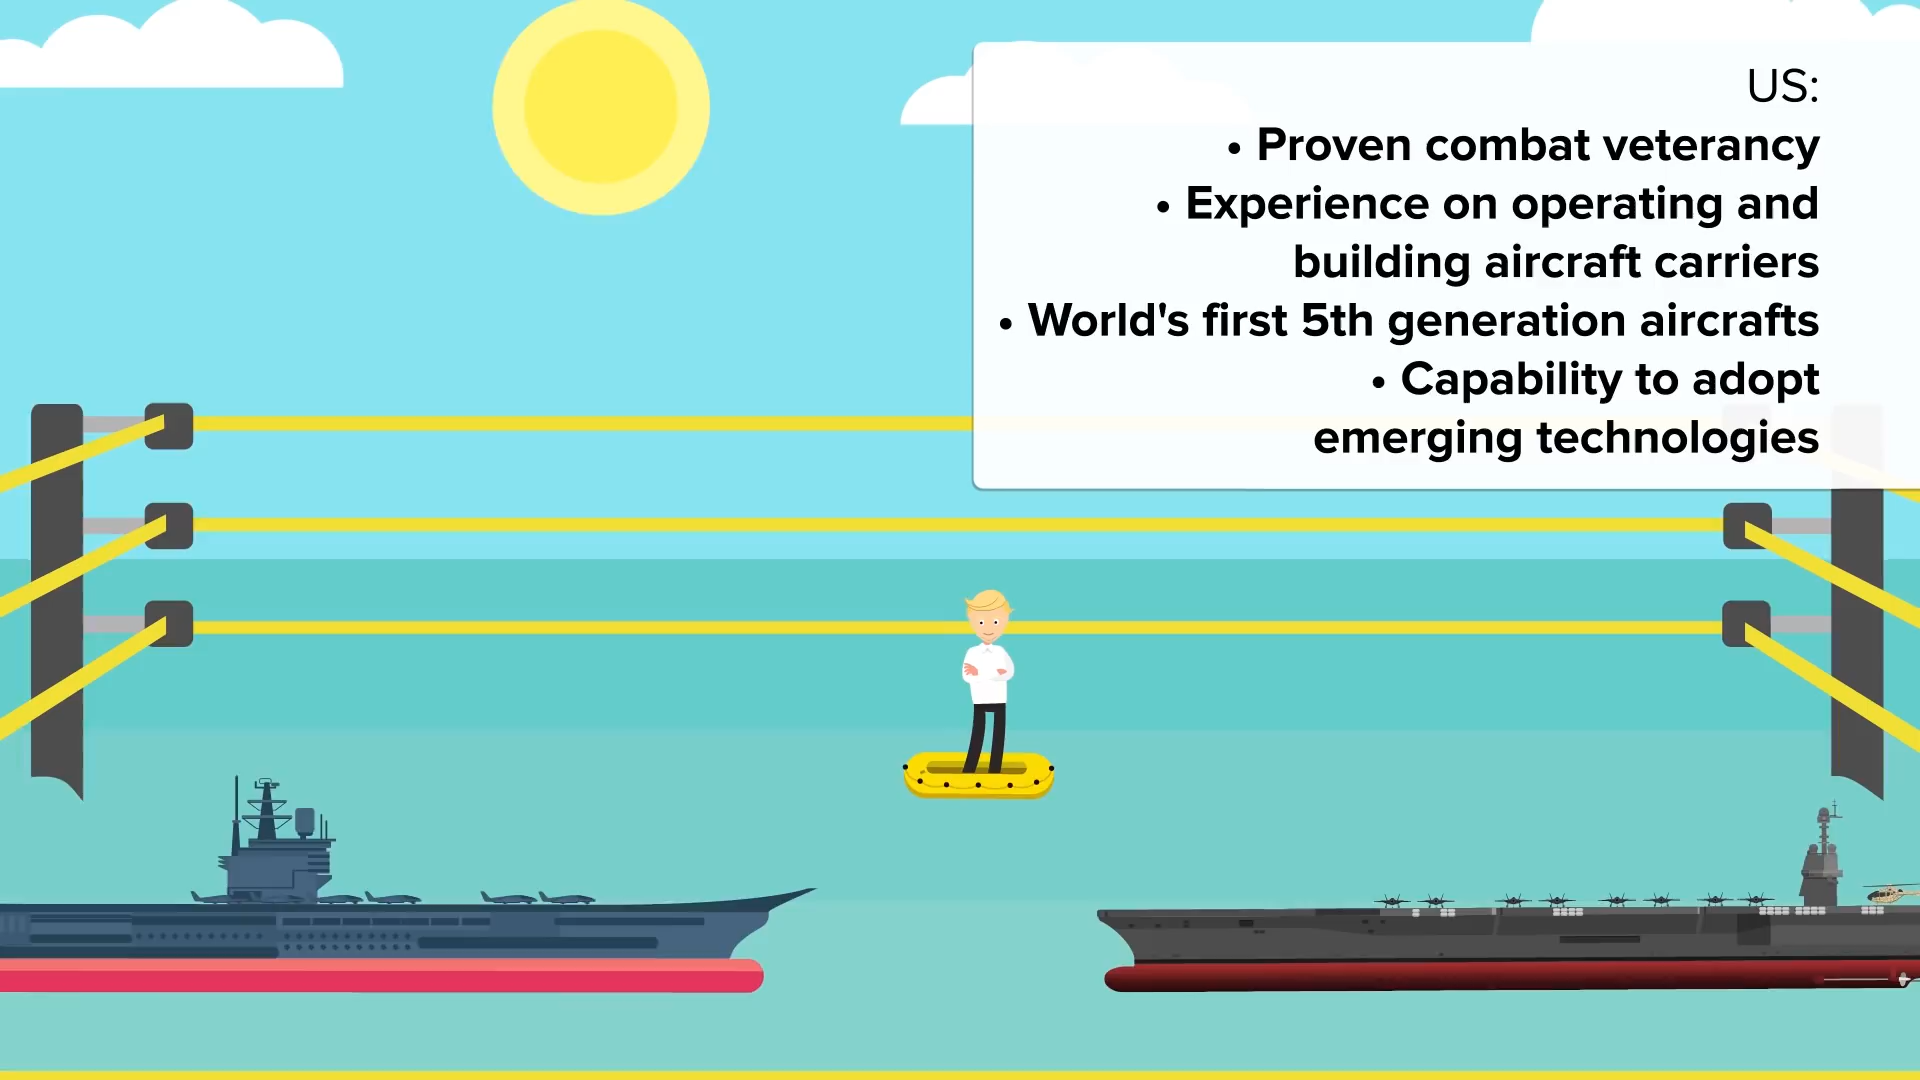 US:
• Proven combat veterancy
• Experience on operating and
building aircraft carriers
• World's first 5th generation aircrafts
• Capability to adopt
emerging technologies